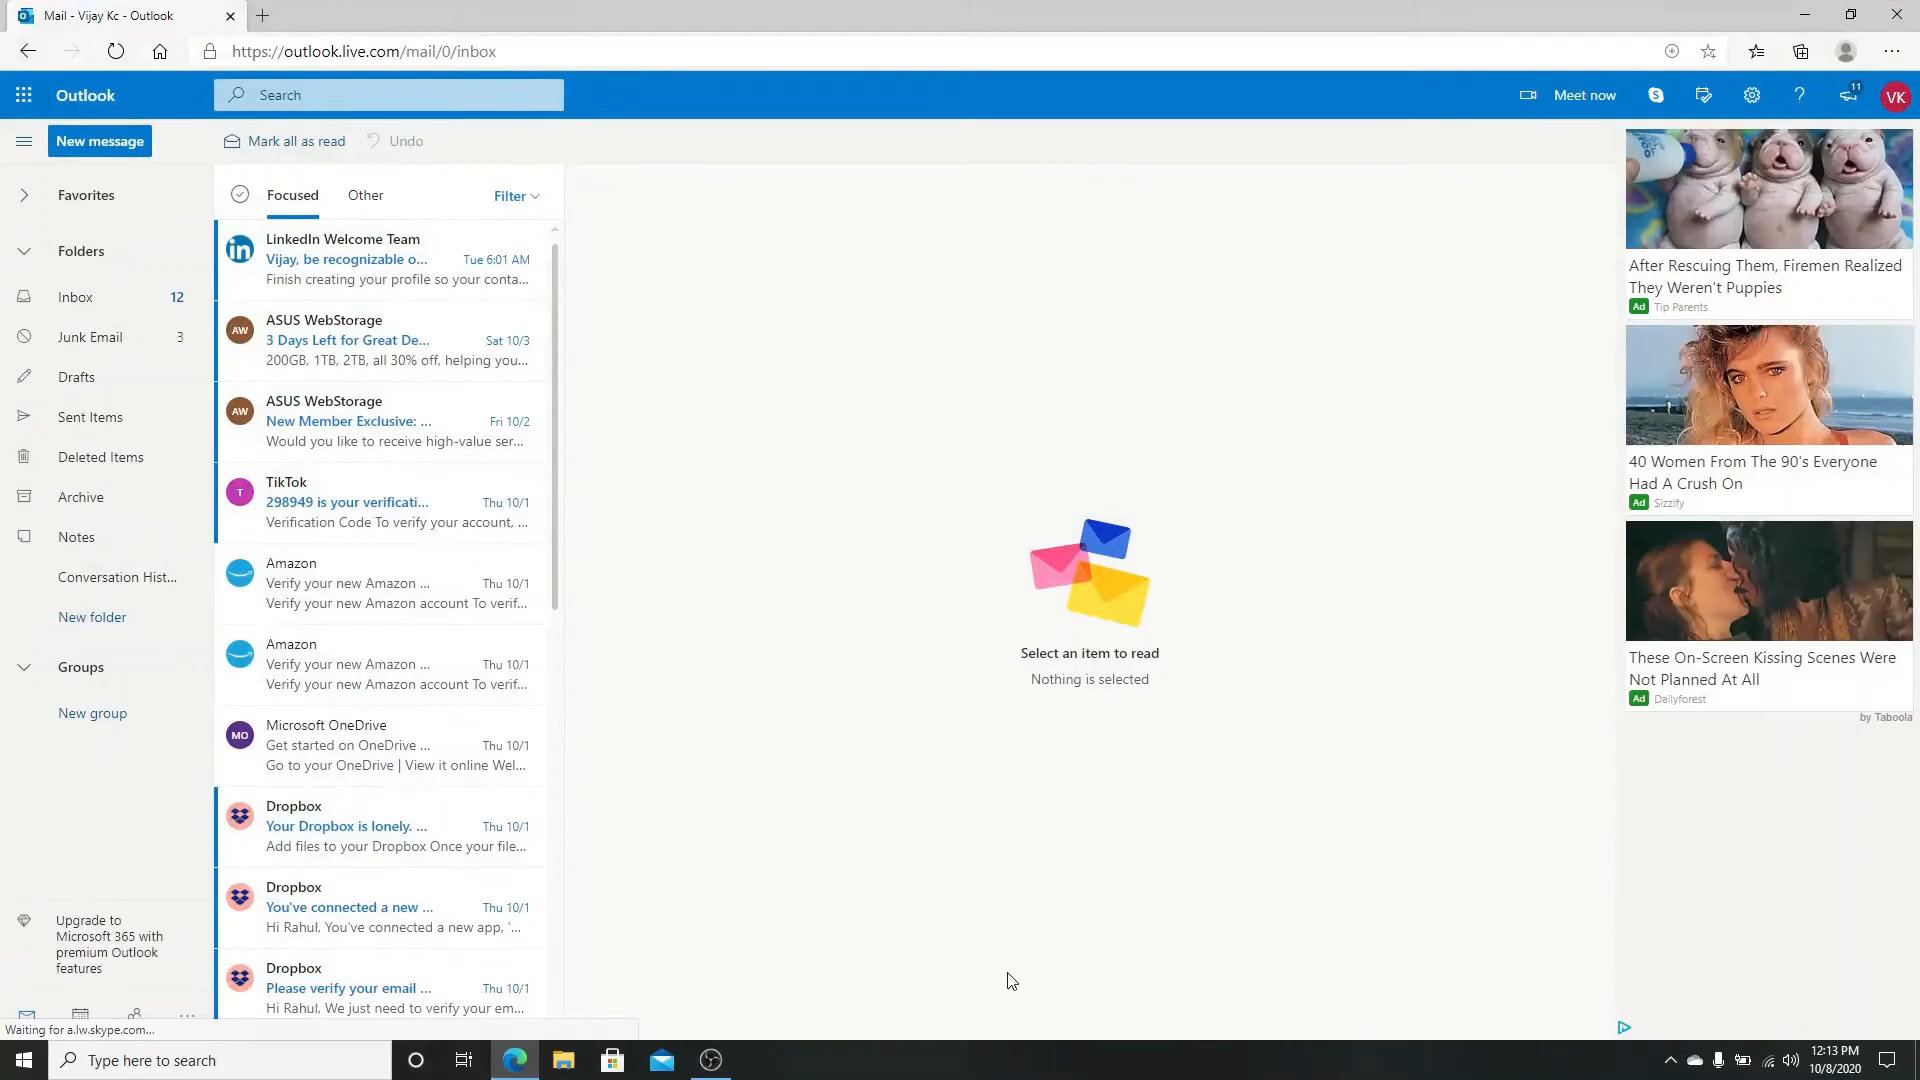 Mail - Vijay Kc - Outlook
https://outlook.live.com/mail/0/inbox
Outlook
Search
Meet now
11
VK
New message
Mark all as read
Undo
Favorites
Folders
Inbox 12
Junk Email 3
Drafts
Sent Items
Deleted Items
Archive
Notes
Conversation Hist...
New folder
Groups
New group
Upgrade to
Microsoft 365 with
premium Outlook
features
Focused
Other
Filter
LinkedIn Welcome Team
Vijay, be recognizable o... Tue 6:01 AM
Finish creating your profile so your conta...
AW
ASUS WebStorage
3 Days Left for Great De... Sat 10/3
200GB, 1TB, 2TB, all 30% off, helping you...
AW
ASUS WebStorage
New Member Exclusive: ... Fri 10/2
Would you like to receive high-value ser...
T
TikTok
298949 is your verificati... Thu 10/1
Verification Code To verify your account, ...
Amazon
Verify your new Amazon ... Thu 10/1
Verify your new Amazon account To verif...
Amazon
Verify your new Amazon ... Thu 10/1
Verify your new Amazon account To verif...
MO
Microsoft OneDrive
Get started on OneDrive ... Thu 10/1
Go to your OneDrive | View it online Wel...
Dropbox
Your Dropbox is lonely. ... Thu 10/1
Add files to your Dropbox Once your file...
Dropbox
You've connected a new ... Thu 10/1
Hi Rahul, You've connected a new app, '...
Dropbox
Please verify your email ... Thu 10/1
Hi Rahul, We just need to verify your em...
Select an item to read
Nothing is selected
After Rescuing Them, Firemen Realized
They Weren't Puppies
Ad Tip Parents
40 Women From The 90's Everyone
Had A Crush On
Ad Sizzify
These On-Screen Kissing Scenes Were
Not Planned At All
Ad Dailyforest
by Taboola
Waiting for a.lw.skype.com...
Type here to search
12:13 PM
10/8/2020